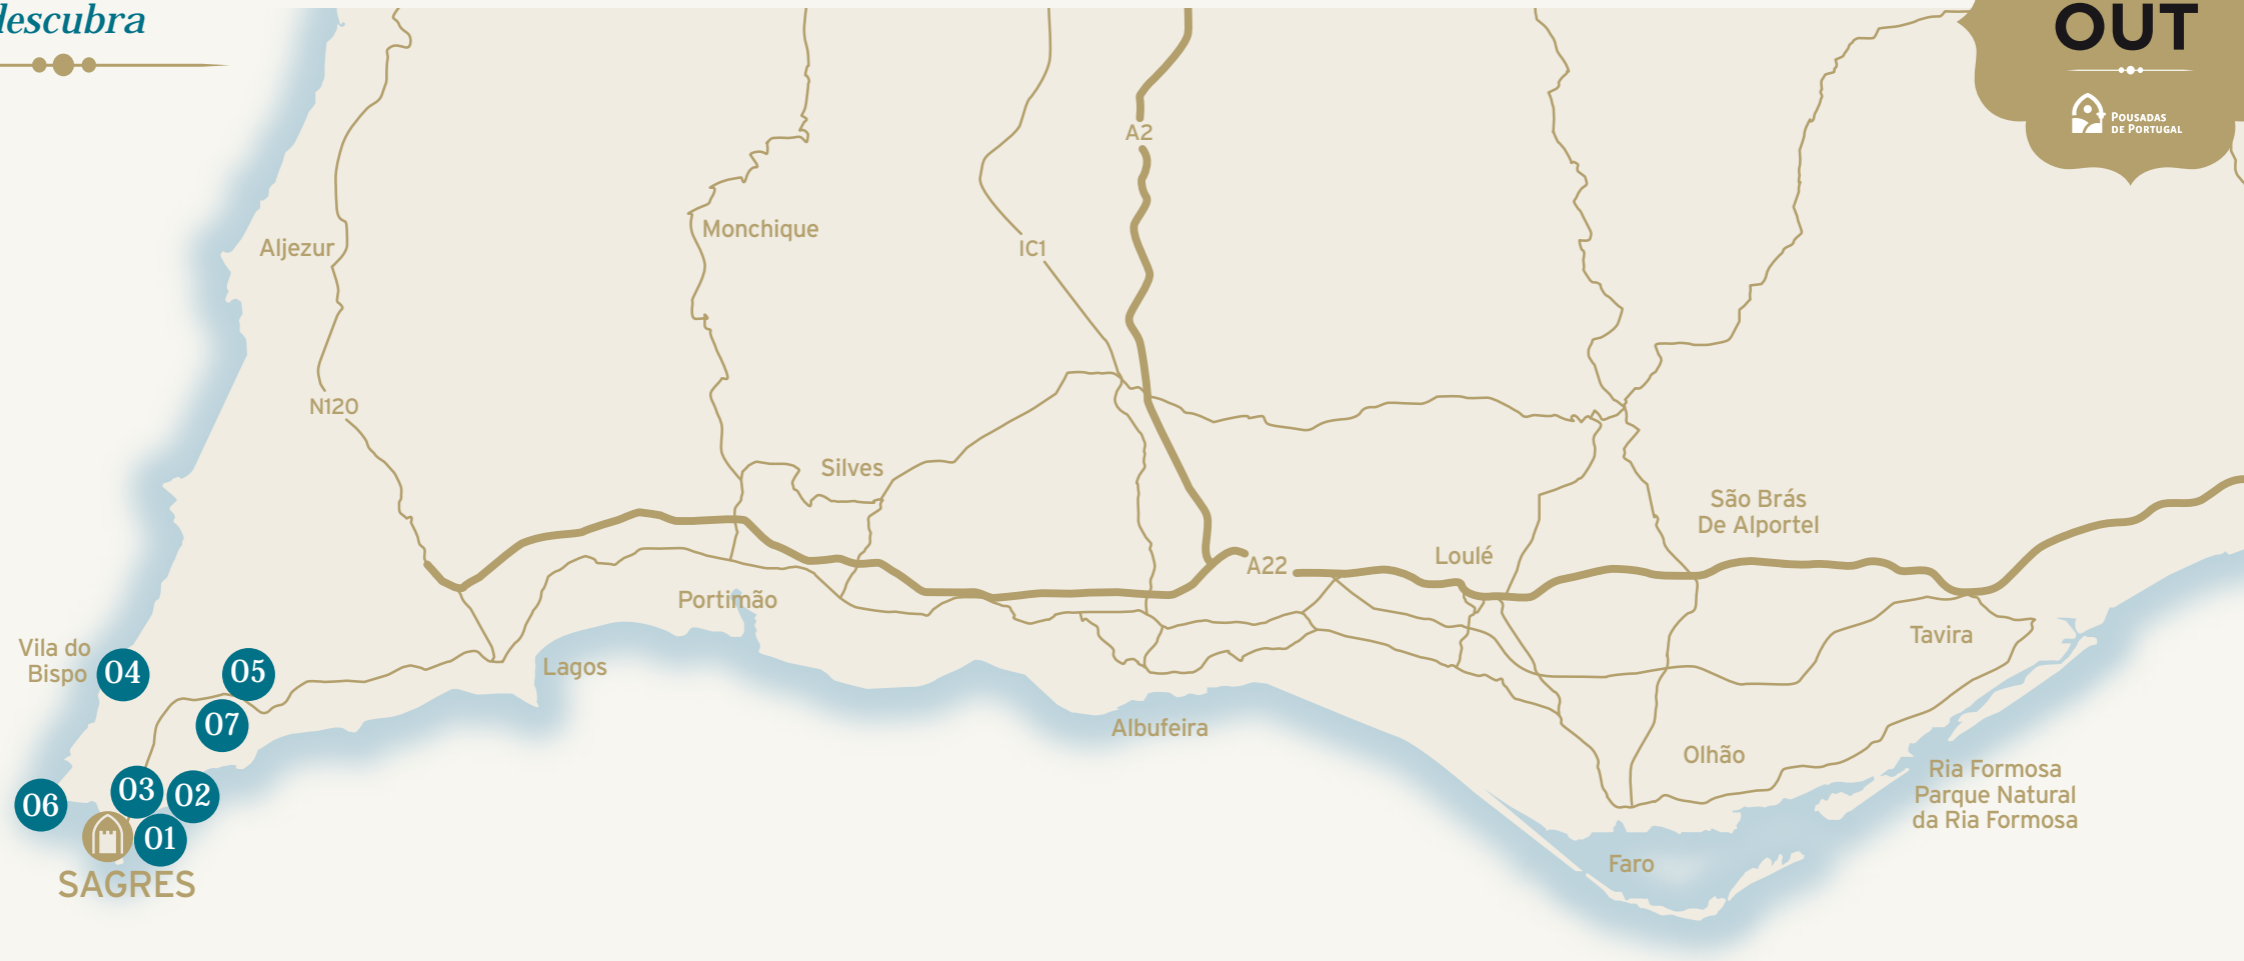 descubra
OUT
POUSADAS
DE PORTUGAL
A2
Monchique
Aljezur
IC1
N120
Silves
São Brás
De Alportel
Loulé
A22
Portimão
Tavira
Vila do
Bispo
04
05
Lagos
07
Albufeira
Olhão
Ria Formosa
Parque Natural
da Ria Formosa
03
02
06
01
Faro
SAGRES